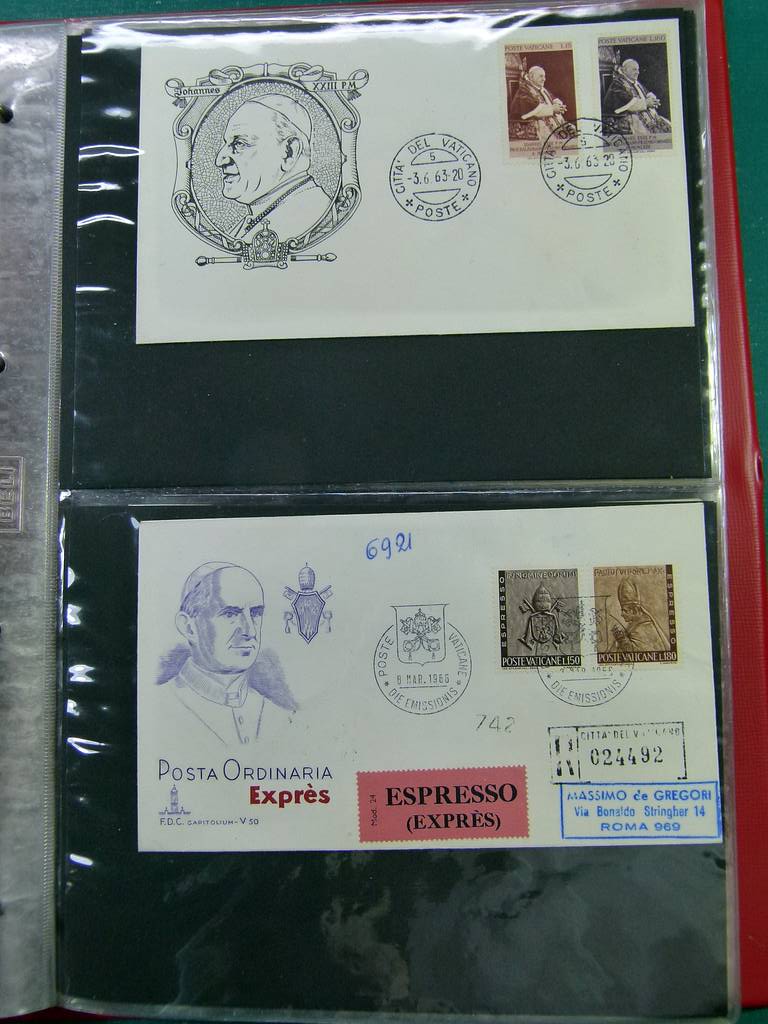 Johannes XXIII P.M
POSTE VATICANE L.15
POSTE VATICANE L.160
CITTA' DEL VATICANO
5
-3.6.63-20
POSTE
CITTA' DEL VATICANO
5
-3.6.63-20
POSTE
BELI
6921
ESPRESSO
POSTE VATICANE L.150
ESPRESSO
POSTE VATICANE L.180
POSTE VATICANE
8 MAR. 1966
DIE EMISSIONIS
DIE EMISSIONIS
742
POSTA ORDINARIA
Exprès
F.D.C. CAPITOLIUM - V 50
Mod. 24
ESPRESSO
(EXPRÈS)
R
CITTA' DEL
024492
MASSIMO de GREGORI
Via Bonaldo Stringher 14
ROMA 969